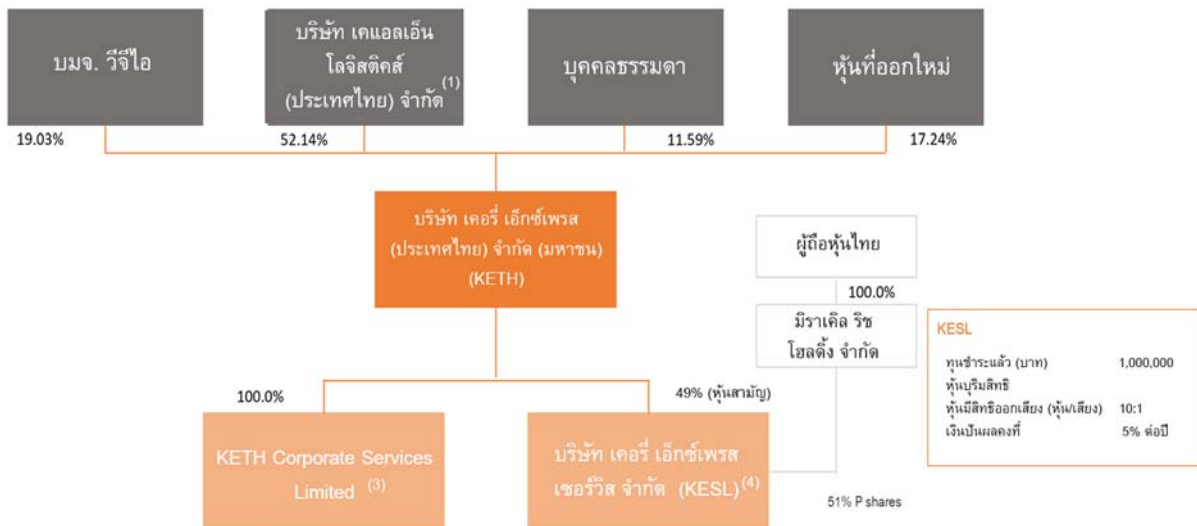 บมจ. วีจีไอ
บริษัท เคแอลเอ็น
โลจิสติคส์
(ประเทศไทย) จำกัด(1)
บุคคลธรรมดา
หุ้นที่ออกใหม่
19.03%
52.14%
11.59%
17.24%
บริษัท เคอรี่ เอ็กซ์เพรส
(ประเทศไทย) จำกัด (มหาชน)
(KETH)
ผู้ถือหุ้นไทย
100.0%
มิราเคิล ริช
โฮลดิ้ง จำกัด
KESL
ทุนชำระแล้ว (บาท) 1,000,000
หุ้นบุริมสิทธิ
หุ้นมีสิทธิออกเสียง (หุ้น/เสียง) 10:1
เงินปันผลคงที่ 5% ต่อปี
100.0%
49% (หุ้นสามัญ)
KETH Corporate Services
Limited (3)
บริษัท เคอรี่ เอ็กซ์เพรส
เซอร์วิส จำกัด (KESL)(4)
51% P shares